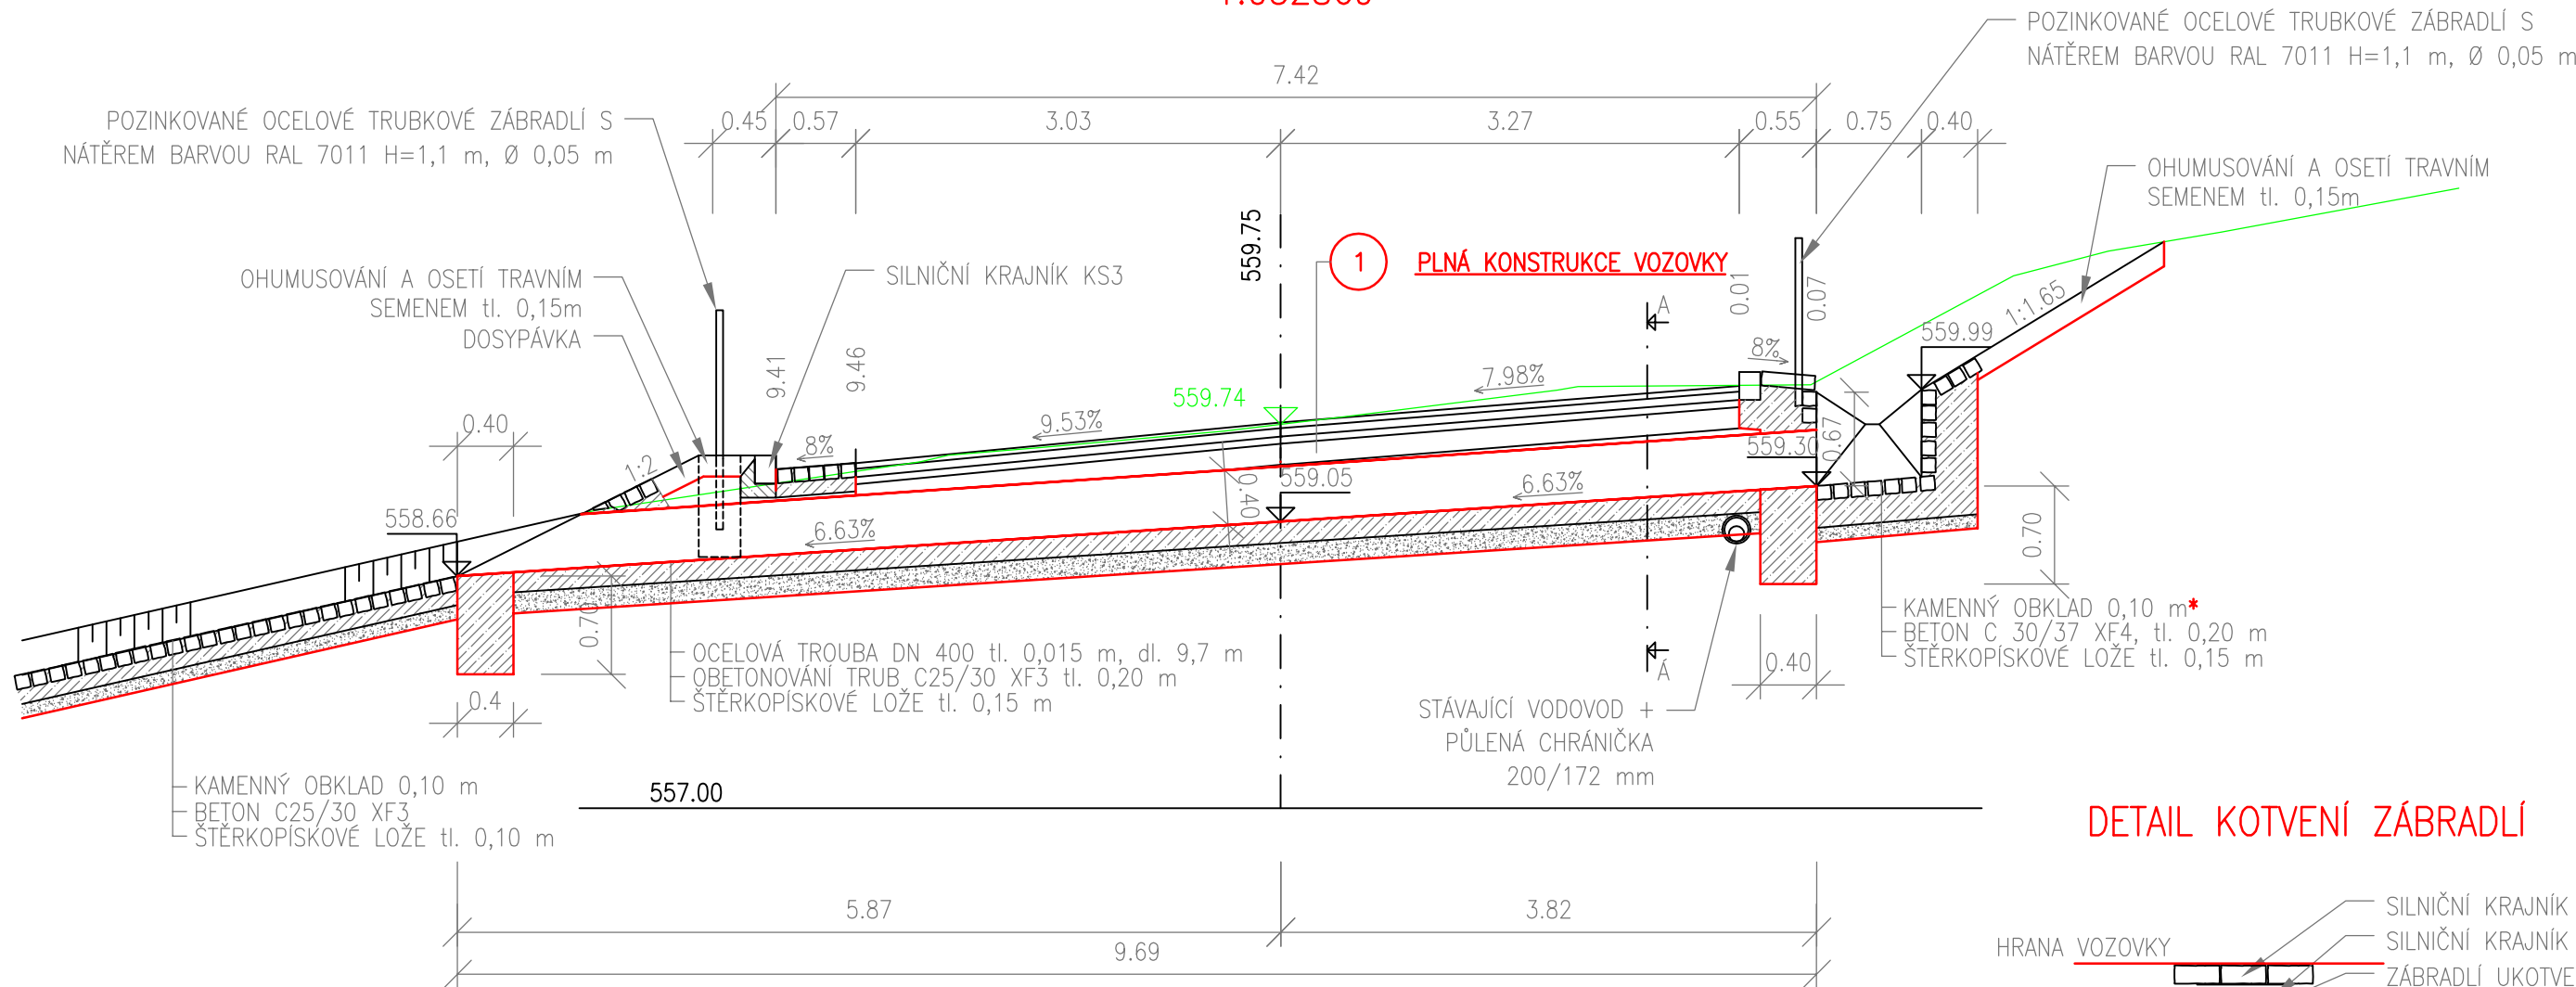 POZINKOVANÉ OCELOVÉ TRUBKOVÉ ZÁBRADLÍ S
NÁTĚREM BARVOU RAL 7011 H=1,1 m, Ø 0,05 m
7.42
POZINKOVANÉ OCELOVÉ TRUBKOVÉ ZÁBRADLÍ S
NÁTĚREM BARVOU RAL 7011 H=1,1 m, Ø 0,05 m
0.45
0.57
3.03
3.27
0.55
0.75
0.40
OHUMUSOVÁNÍ A OSETÍ TRAVNÍM
SEMENEM tl. 0,15m
559.75
1
PLNÁ KONSTRUKCE VOZOVKY
OHUMUSOVÁNÍ A OSETÍ TRAVNÍM
SEMENEM tl. 0,15m
DOSYPÁVKA
SILNIČNÍ KRAJNÍK KS3
0.01
0.07
A
1:1.65
559.99
9.41
9.46
8%
7.98%
559.74
9.53%
0.40
8%
1:2
559.30
0.67
559.05
0.40
6.63%
558.66
6.63%
0.70
0.70
KAMENNÝ OBKLAD 0,10 m*
BETON C 30/37 XF4, tl. 0,20 m
ŠTĚRKOPÍSKOVÉ LOŽE tl. 0,15 m
OCELOVÁ TROUBA DN 400 tl. 0,015 m, dl. 9,7 m
OBETONOVÁNÍ TRUB C25/30 XF3 tl. 0,20 m
ŠTĚRKOPÍSKOVÉ LOŽE tl. 0,15 m
Á
0.40
0.4
STÁVAJÍCÍ VODOVOD +
PŮLENÁ CHRÁNIČKA
200/172 mm
KAMENNÝ OBKLAD 0,10 m
BETON C25/30 XF3
ŠTĚRKOPÍSKOVÉ LOŽE tl. 0,10 m
557.00
DETAIL KOTVENÍ ZÁBRADLÍ
5.87
3.82
9.69
SILNIČNÍ KRAJNÍK
SILNIČNÍ KRAJNÍK
HRANA VOZOVKY
ZÁBRADLÍ UKOTVE